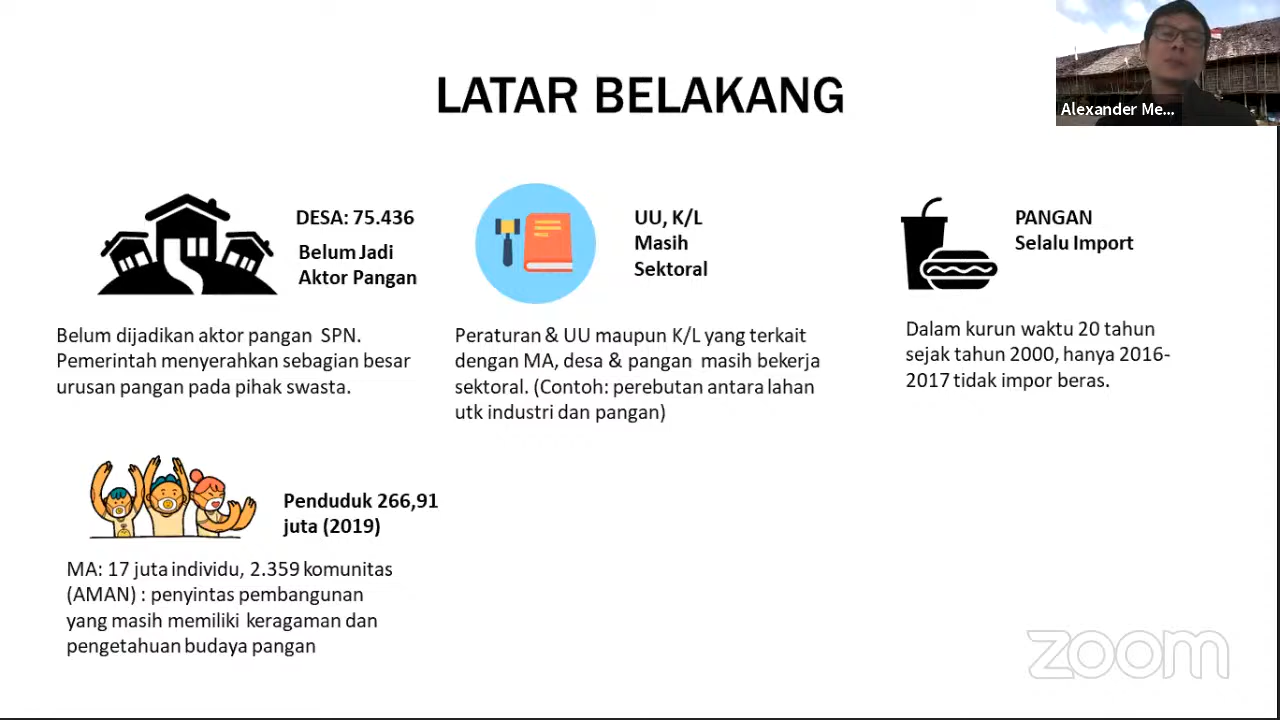 LATAR BELAKANG
Alexander Me...
DESA: 75.436
Belum Jadi
Aktor Pangan
Belum dijadikan aktor pangan SPN.
Pemerintah menyerahkan sebagian besar
urusan pangan pada pihak swasta.
UU, K/L
Masih
Sektoral
Peraturan & UU maupun K/L yang terkait
dengan MA, desa & pangan masih bekerja
sektoral. (Contoh: perebutan antara lahan
utk industri dan pangan)
PANGAN
Selalu Import
Dalam kurun waktu 20 tahun
sejak tahun 2000, hanya 2016-
2017 tidak impor beras.
Penduduk 266,91
juta (2019)
MA: 17 juta individu, 2.359 komunitas
(AMAN) : penyintas pembangunan
yang masih memiliki keragaman dan
pengetahuan budaya pangan
zoom